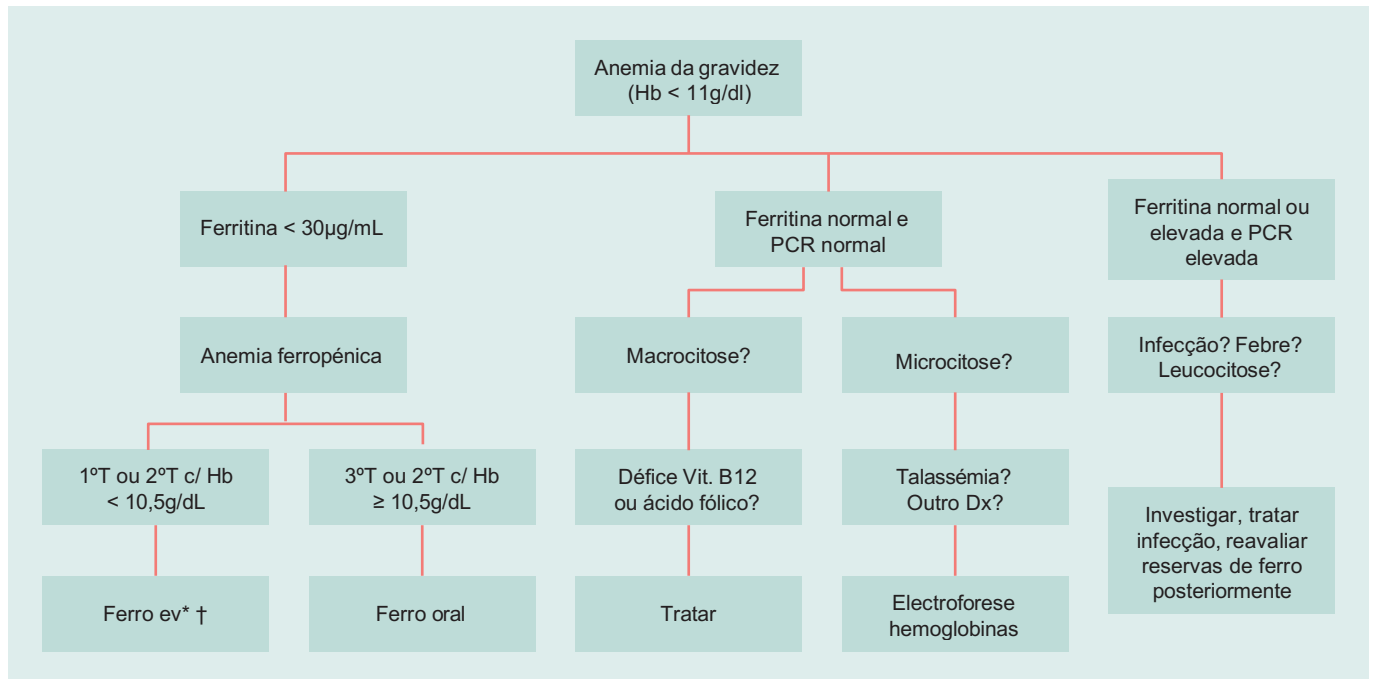 Anemia da gravidez
(Hb < 11g/dl)
Ferritina < 30µg/mL
Ferritina normal e
PCR normal
Ferritina normal ou
elevada e PCR
elevada
Anemia ferropénica
Macrocitose?
Microcitose?
Infecção? Febre?
Leucocitose?
1ºT ou 2ºT c/ Hb
< 10,5g/dL
3ºT ou 2ºT c/ Hb
≥ 10,5g/dL
Défice Vit. B12
ou ácido fólico?
Talassémia?
Outro Dx?
Investigar, tratar
infecção, reavaliar
reservas de ferro
posteriormente
Ferro ev* †
Ferro oral
Tratar
Electroforese
hemoglobinas